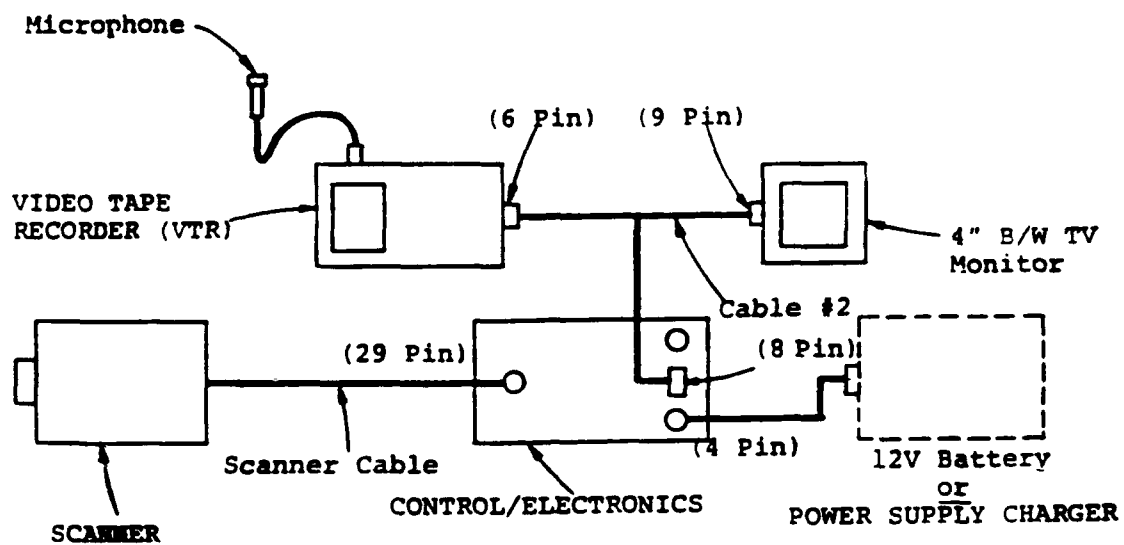 Microphone
(6 Pin)
(9 Pin)
VIDEO TAPE
RECORDER (VTR)
4" B/W TV
Monitor
Cable #2
(29 Pin)
(8 Pin)
(4 Pin)
Scanner Cable
12V Battery
or
POWER SUPPLY CHARGER
CONTROL/ELECTRONICS
SCANNER